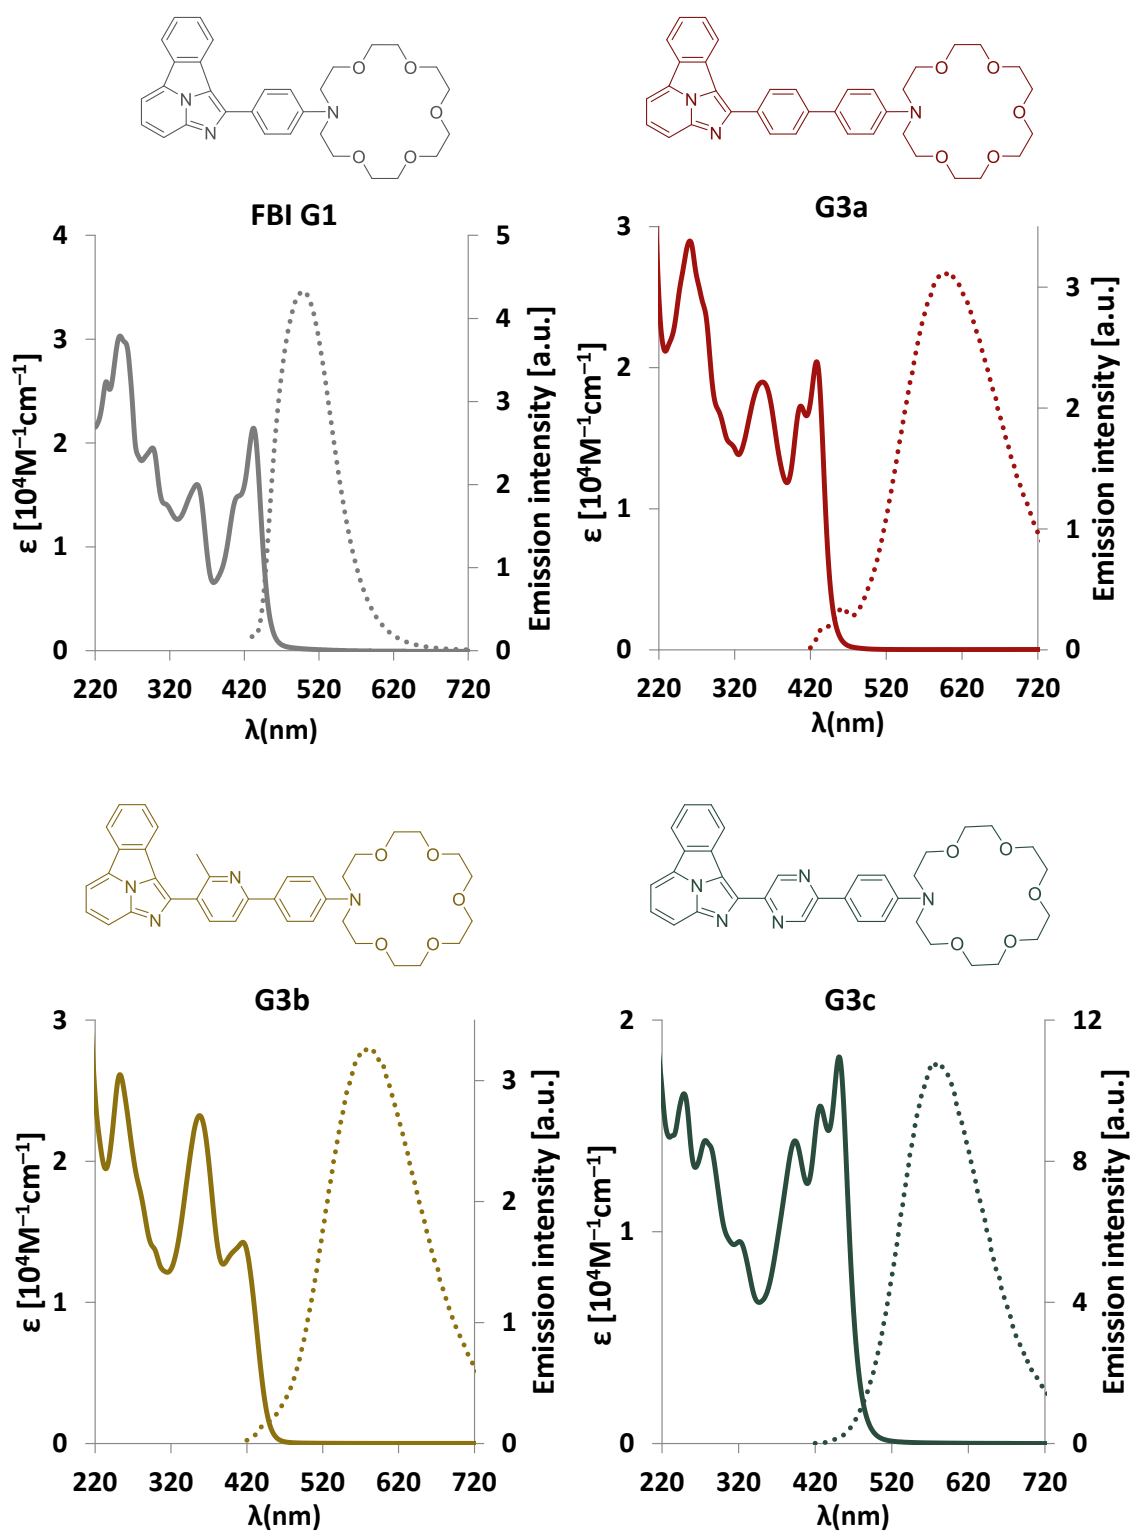 N
N
N
O
O
O
O
O
FBI G1
4
3
2
1
0
5
4
3
2
1
0
220 320 420 520 620 720
ε [10⁴M⁻¹cm⁻¹]
Emission intensity [a.u.]
λ(nm)
N
N
N
O
O
O
O
O
G3a
3
2
1
0
3
2
1
0
220 320 420 520 620 720
ε [10⁴M⁻¹cm⁻¹]
Emission intensity [a.u.]
λ(nm)
N
N
N
N
O
O
O
O
O
G3b
3
2
1
0
3
2
1
0
220 320 420 520 620 720
ε [10⁴M⁻¹cm⁻¹]
Emission intensity [a.u.]
λ(nm)
N
N
N
N
N
O
O
O
O
O
G3c
2
1
0
12
8
4
0
220 320 420 520 620 720
ε [10⁴M⁻¹cm⁻¹]
Emission intensity [a.u.]
λ(nm)